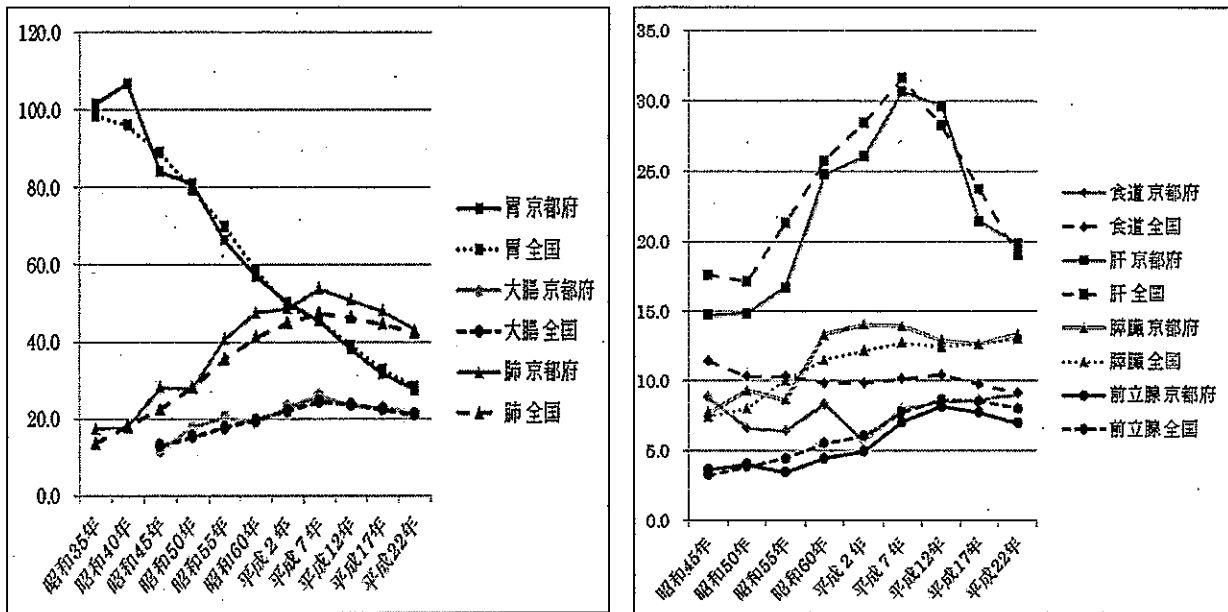 120.0
100.0
80.0
60.0
40.0
20.0
0.0
昭和35年
昭和40年
昭和45年
昭和50年
昭和55年
昭和60年
平成2年
平成7年
平成12年
平成17年
平成22年
胃 京都府
胃 全国
大腸 京都府
大腸 全国
肺 京都府
肺 全国
35.0
30.0
25.0
20.0
15.0
10.0
5.0
0.0
昭和45年
昭和50年
昭和55年
昭和60年
平成2年
平成7年
平成12年
平成17年
平成22年
食道 京都府
食道 全国
肝 京都府
肝 全国
膵臓 京都府
膵臓 全国
前立腺 京都府
前立腺 全国